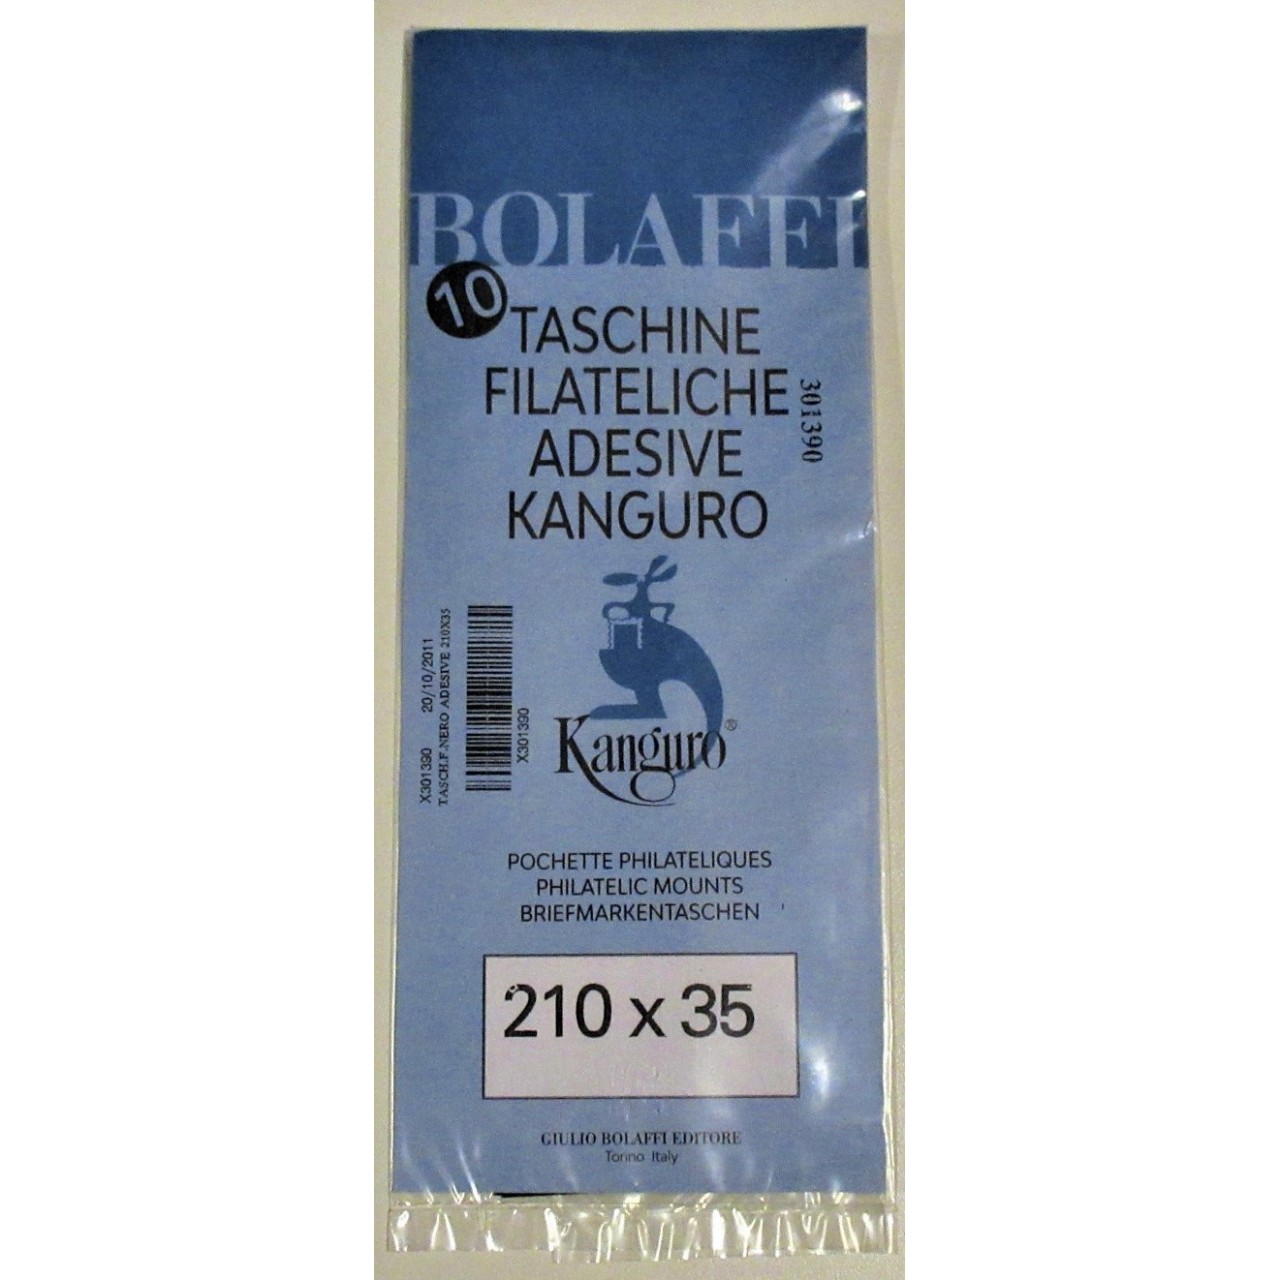 BOLAFFI
10
TASCHINE
FILATELICHE
ADESIVE
KANGURO
301390
X301390 20/10/2011
TASCH.F.NERO ADESIVE 210X35
X301390
Kanguro®
POCHETTE PHILATELIQUES
PHILATELIC MOUNTS
BRIEFMARKENTASCHEN
210 x 35
GIULIO BOLAFFI EDITORE
Torino Italy